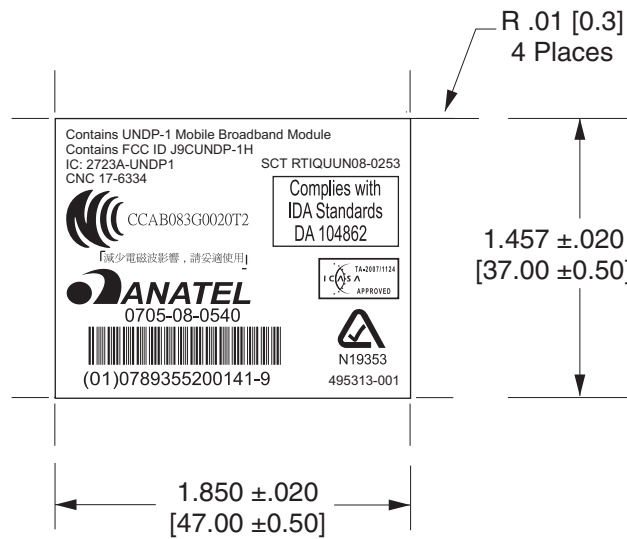 R .01 [0.3]
4 Places
Contains UNDP-1 Mobile Broadband Module
Contains FCC ID J9CUNDP-1H
IC: 2723A-UNDP1
SCT RTIQUUN08-0253
CNC 17-6334
Complies with
IDA Standards
DA 104862
CCAB083G0020T2
「減少電磁波影響，請妥適使用」
TA-2007/1124
ICASA
APPROVED
ANATEL
0705-08-0540
(01)0789355200141-9
N19353
495313-001
1.457 ±.020
[37.00 ±0.50]
1.850 ±.020
[47.00 ±0.50]